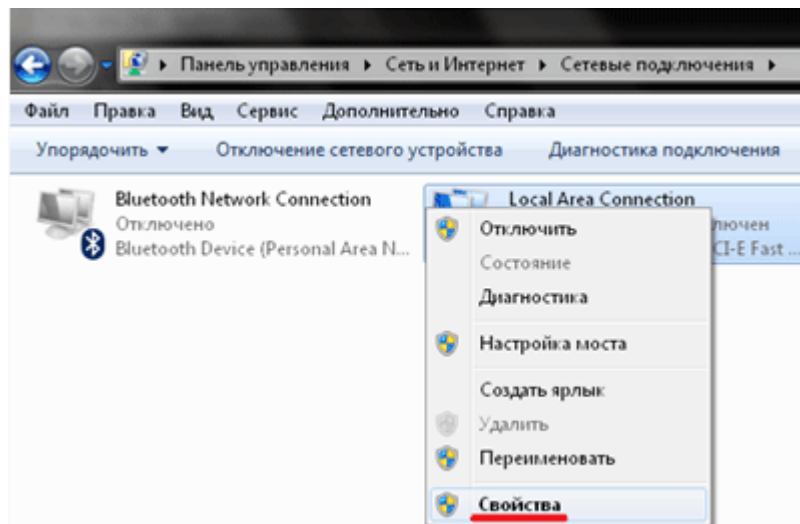 Панель управления ▸ Сеть и Интернет ▸ Сетевые подключения ▸
Файл Правка Вид Сервис Дополнительно Справка
Упорядочить ▾ Отключение сетевого устройства Диагностика подключения
Bluetooth Network Connection
Отключено
Bluetooth Device (Personal Area N...
Local Area Connection
CI-E Fast ...
Отключить
Состояние
Диагностика
Настройка моста
Создать ярлык
Удалить
Переименовать
Свойства